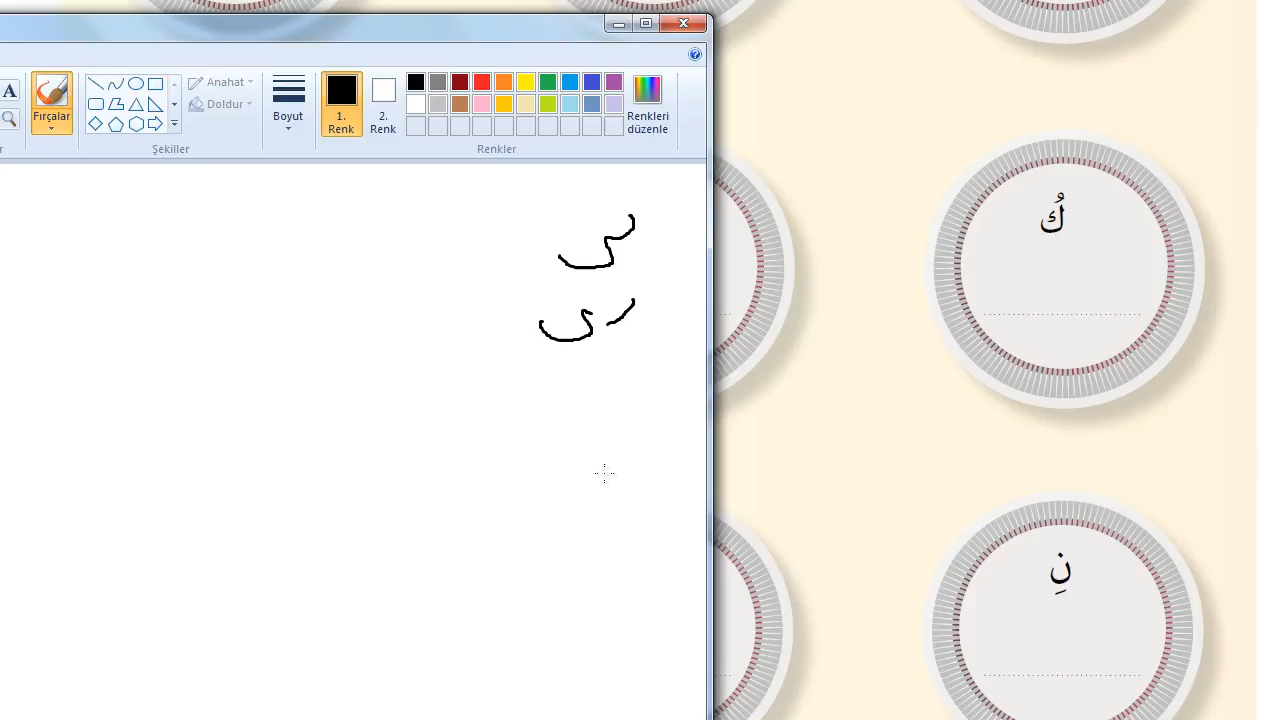 A
Fırçalar
Şekiller
Anahat
Doldur
Boyut
1.
Renk
2.
Renk
Renkler
Renkleri
düzenle
كُ
نِ